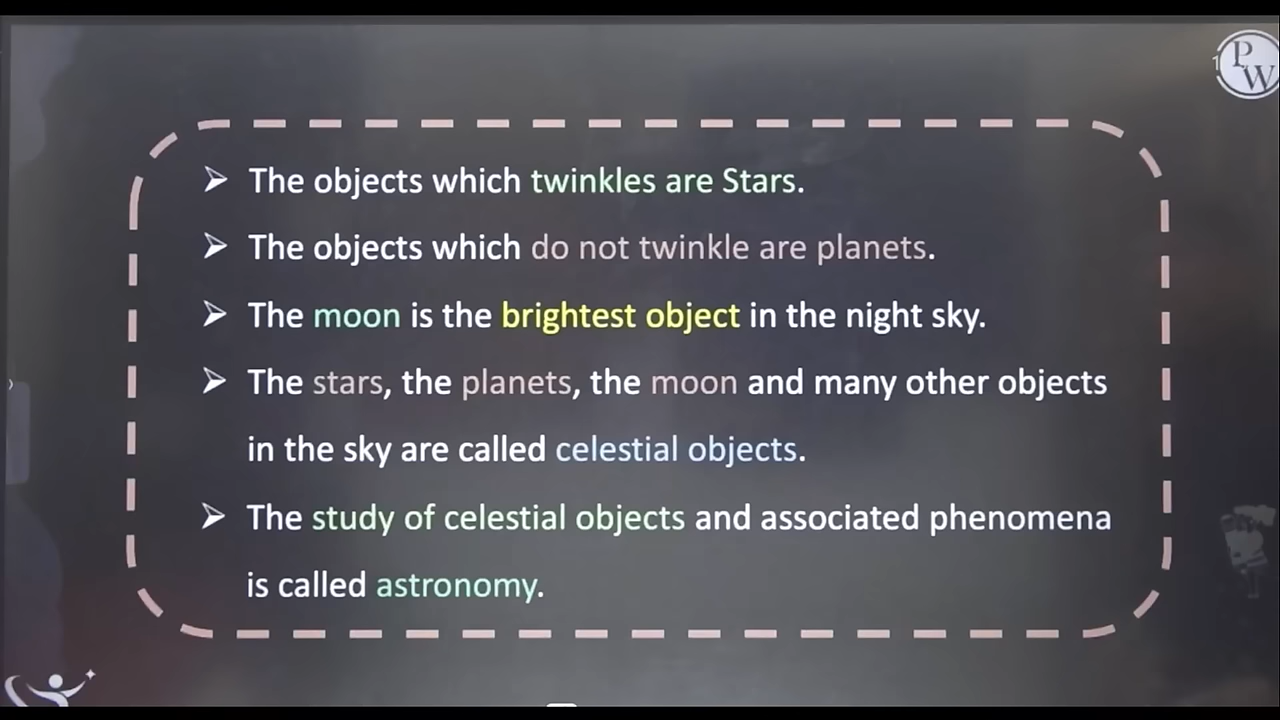 PW
➢ The objects which twinkles are Stars.
➢ The objects which do not twinkle are planets.
➢ The moon is the brightest object in the night sky.
➢ The stars, the planets, the moon and many other objects
in the sky are called celestial objects.
➢ The study of celestial objects and associated phenomena
is called astronomy.